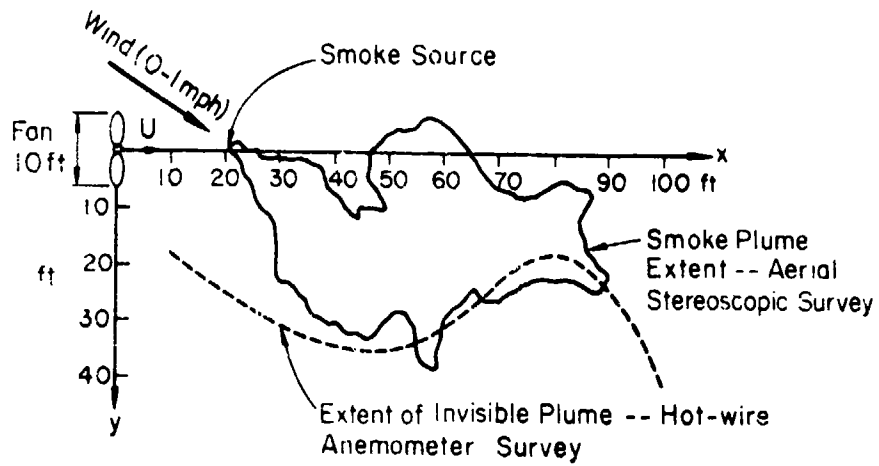 Wind (0-1mph)
Smoke Source
Fan
10 ft
U
x
10 20 30 40 50 60 70 80 90 100
ft
10
20
30
40
ft
y
Smoke Plume
Extent -- Aerial
Stereoscopic Survey
Extent of Invisible Plume -- Hot-wire
Anemometer Survey